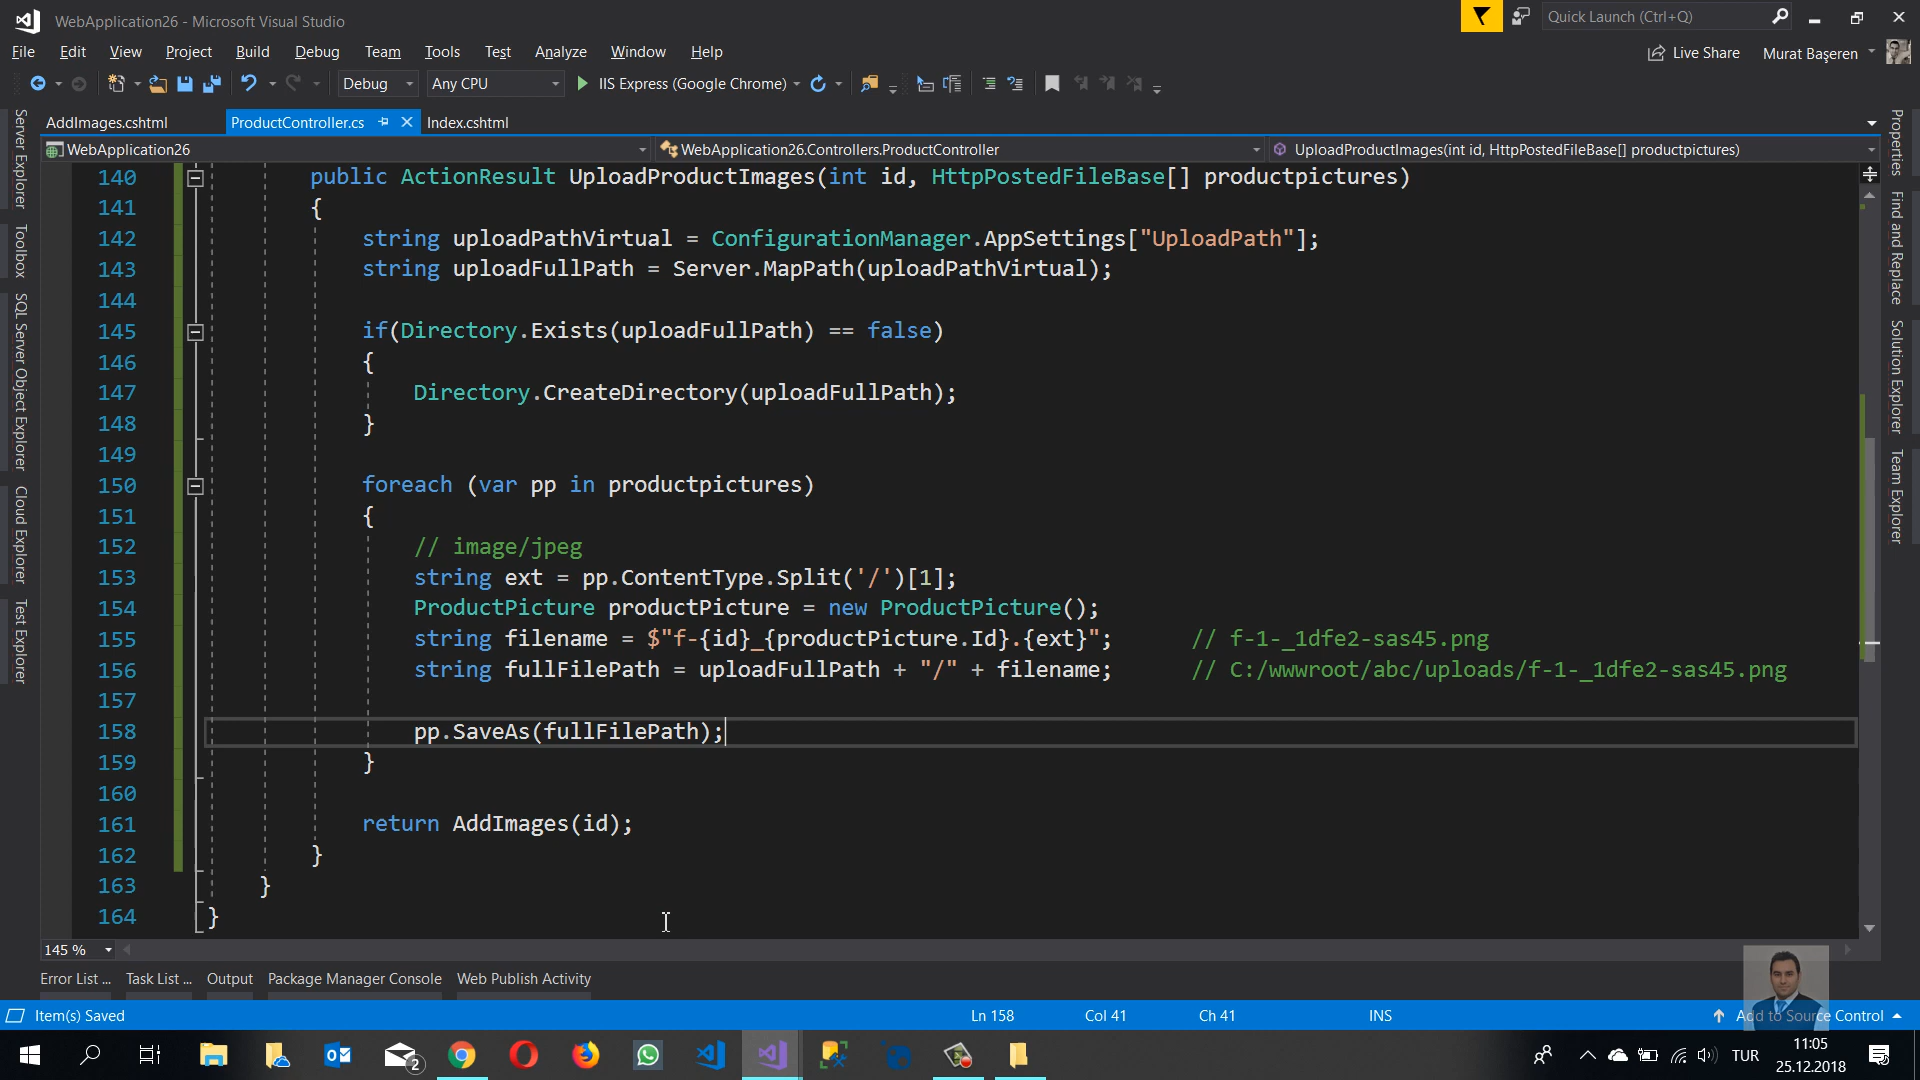 WebApplication26 - Microsoft Visual Studio
Quick Launch (Ctrl+Q)
File Edit View Project Build Debug Team Tools Test Analyze Window Help
Live Share Murat Başeren
Debug Any CPU IIS Express (Google Chrome)
AddImages.cshtml ProductController.cs Index.cshtml
WebApplication26 WebApplication26.Controllers.ProductController UploadProductImages(int id, HttpPostedFileBase[] productpictures)
Server Explorer
Toolbox
SQL Server Object Explorer
Cloud Explorer
Test Explorer
140 public ActionResult UploadProductImages(int id, HttpPostedFileBase[] productpictures)
141 {
142 string uploadPathVirtual = ConfigurationManager.AppSettings["UploadPath"];
143 string uploadFullPath = Server.MapPath(uploadPathVirtual);
144
145 if(Directory.Exists(uploadFullPath) == false)
146 {
147 Directory.CreateDirectory(uploadFullPath);
148 }
149
150 foreach (var pp in productpictures)
151 {
152 // image/jpeg
153 string ext = pp.ContentType.Split('/')[1];
154 ProductPicture productPicture = new ProductPicture();
155 string filename = $"f-{id}_{productPicture.Id}.{ext}"; // f-1-_1dfe2-sas45.png
156 string fullFilePath = uploadFullPath + "/" + filename; // C:/wwwroot/abc/uploads/f-1-_1dfe2-sas45.png
157
158 pp.SaveAs(fullFilePath);
159 }
160
161 return AddImages(id);
162 }
163 }
164 }
Properties
Find and Replace
Solution Explorer
Team Explorer
145 %
Error List ... Task List ... Output Package Manager Console Web Publish Activity
Item(s) Saved Ln 158 Col 41 Ch 41 INS Add to Source Control
2
TUR
11:05
25.12.2018